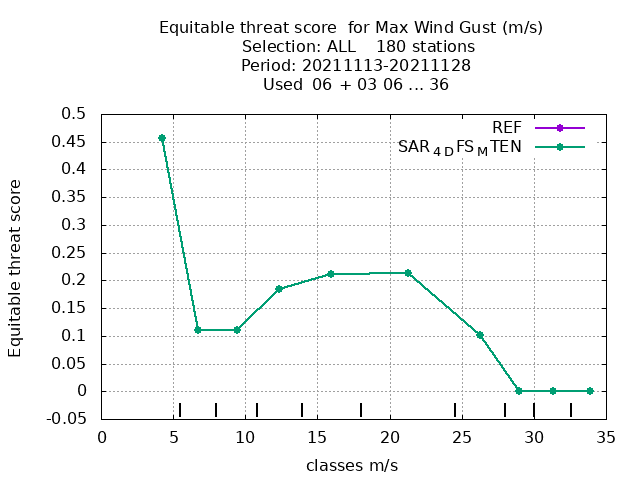 Equitable threat score  for Max Wind Gust (m/s)
Selection: ALL    180 stations
Period: 20211113-20211128
Used  06 + 03 06 ... 36
Equitable threat score
0.5
0.45
0.4
0.35
0.3
0.25
0.2
0.15
0.1
0.05
0
-0.05
REF
SAR4DFSMTEN
0 5 10 15 20 25 30 35
classes m/s